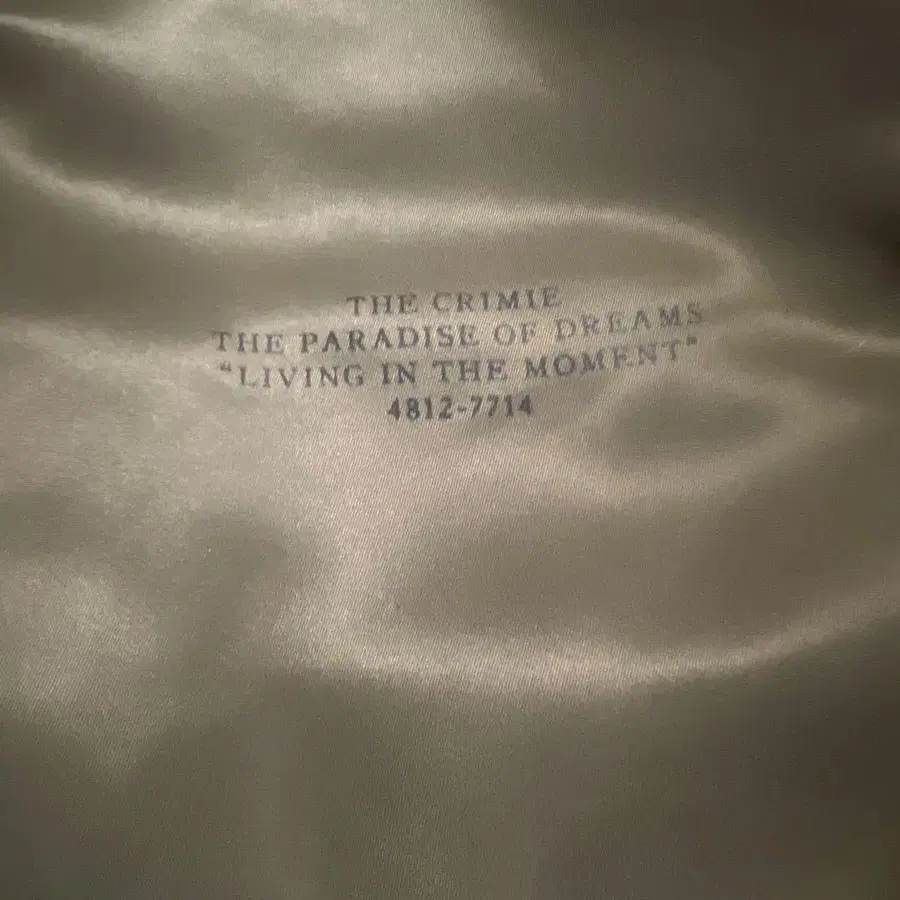 THE CRIMIE
THE PARADISE OF DREAMS
"LIVING IN THE MOMENT"
4812-7714